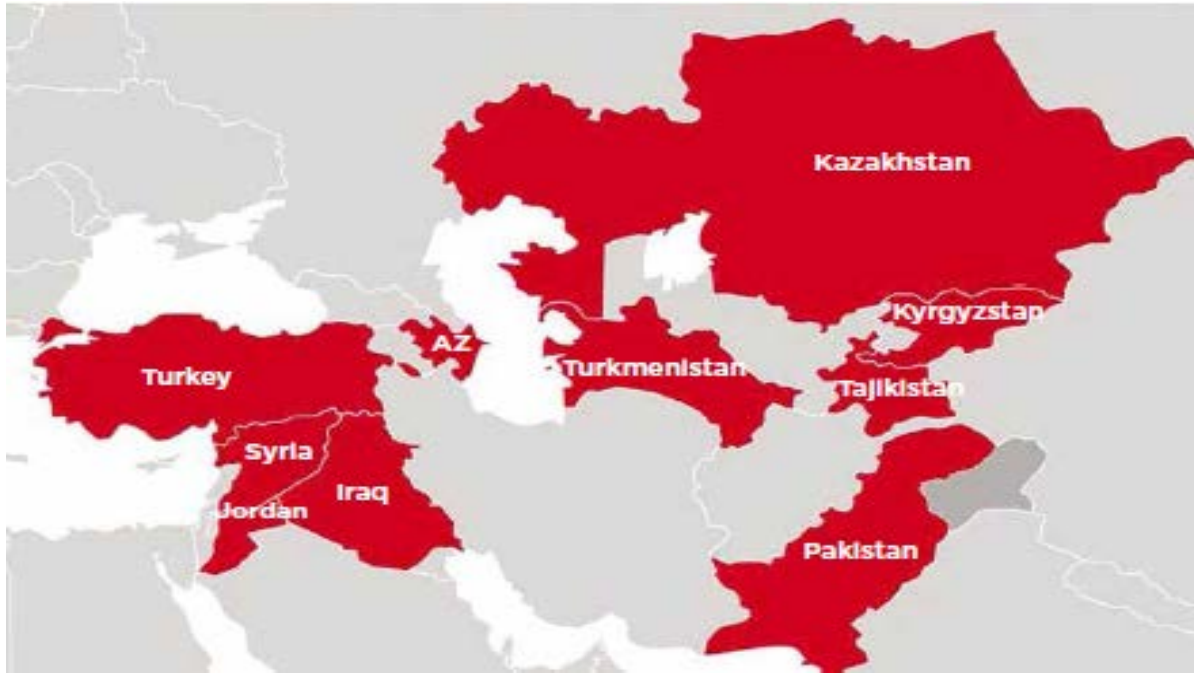 Kazakhstan
Kyrgyzstan
AZ
Turkey
Turkmenistan
Tajikistan
Syria
Iraq
Jordan
Pakistan